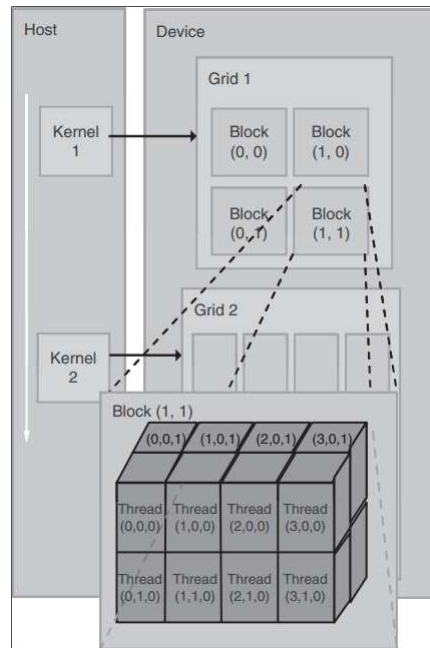 Host
Device
Grid 1
Kernel
1
Block
(0, 0)
Block
(1, 0)
Block
(0, 1)
Block
(1, 1)
Grid 2
Kernel
2
Block (1, 1)
(0,0,1) (1,0,1) (2,0,1) (3,0,1)
Thread
(0,0,0)
Thread
(1,0,0)
Thread
(2,0,0)
Thread
(3,0,0)
Thread
(0,1,0)
Thread
(1,1,0)
Thread
(2,1,0)
Thread
(3,1,0)